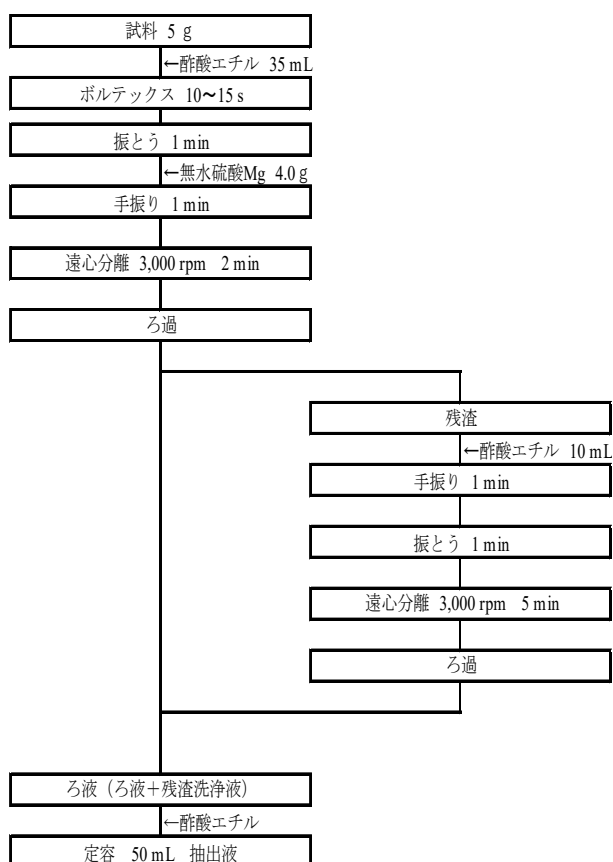 試料 5 ｇ
←酢酸エチル 35 mL
ボルテックス 10～15 s
振とう 1 min
←無水硫酸Mg 4.0ｇ
手振り 1 min
遠心分離 3,000 rpm 2 min
ろ過
残渣
←酢酸エチル 10 mL
手振り 1 min
振とう 1 min
遠心分離 3,000 rpm 5 min
ろ過
ろ液（ろ液＋残渣洗浄液）
←酢酸エチル
定容 50 mL 抽出液